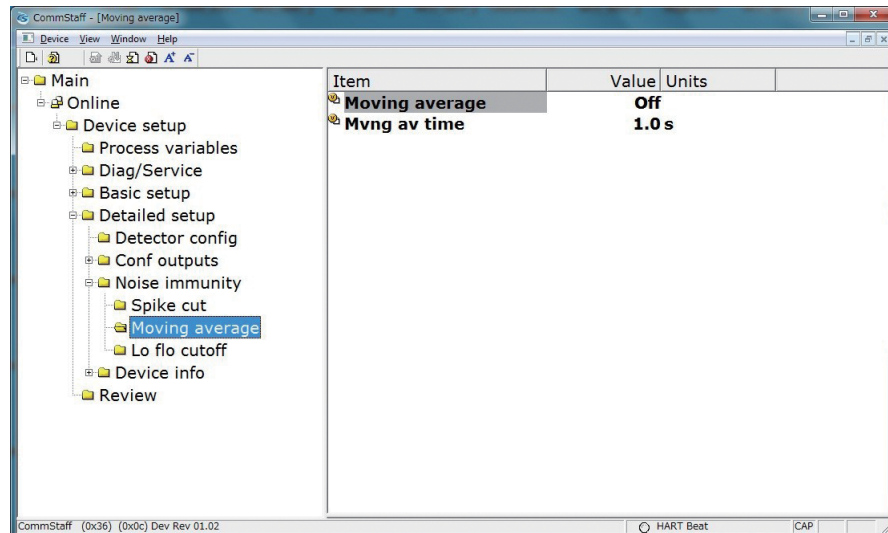 CommStaff - [Moving average]
Device View Window Help
Main
Online
Device setup
Process variables
Diag/Service
Basic setup
Detailed setup
Detector config
Conf outputs
Noise immunity
Spike cut
Moving average
Lo flo cutoff
Device info
Review
Item Value Units
Moving average Off
Mvng av time 1.0 s
CommStaff (0x36) (0x0c) Dev Rev 01.02 HART Beat CAP